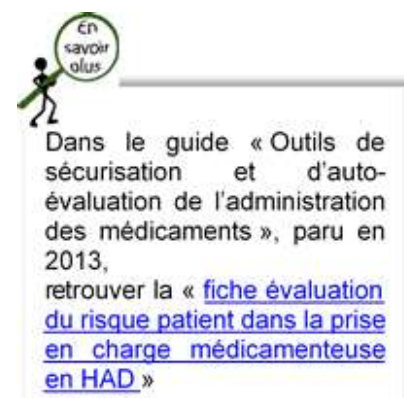 En
savoir
plus
Dans le guide « Outils de
sécurisation et d'auto-
évaluation de l'administration
des médicaments », paru en
2013,
retrouver la « fiche évaluation
du risque patient dans la prise
en charge médicamenteuse
en HAD »